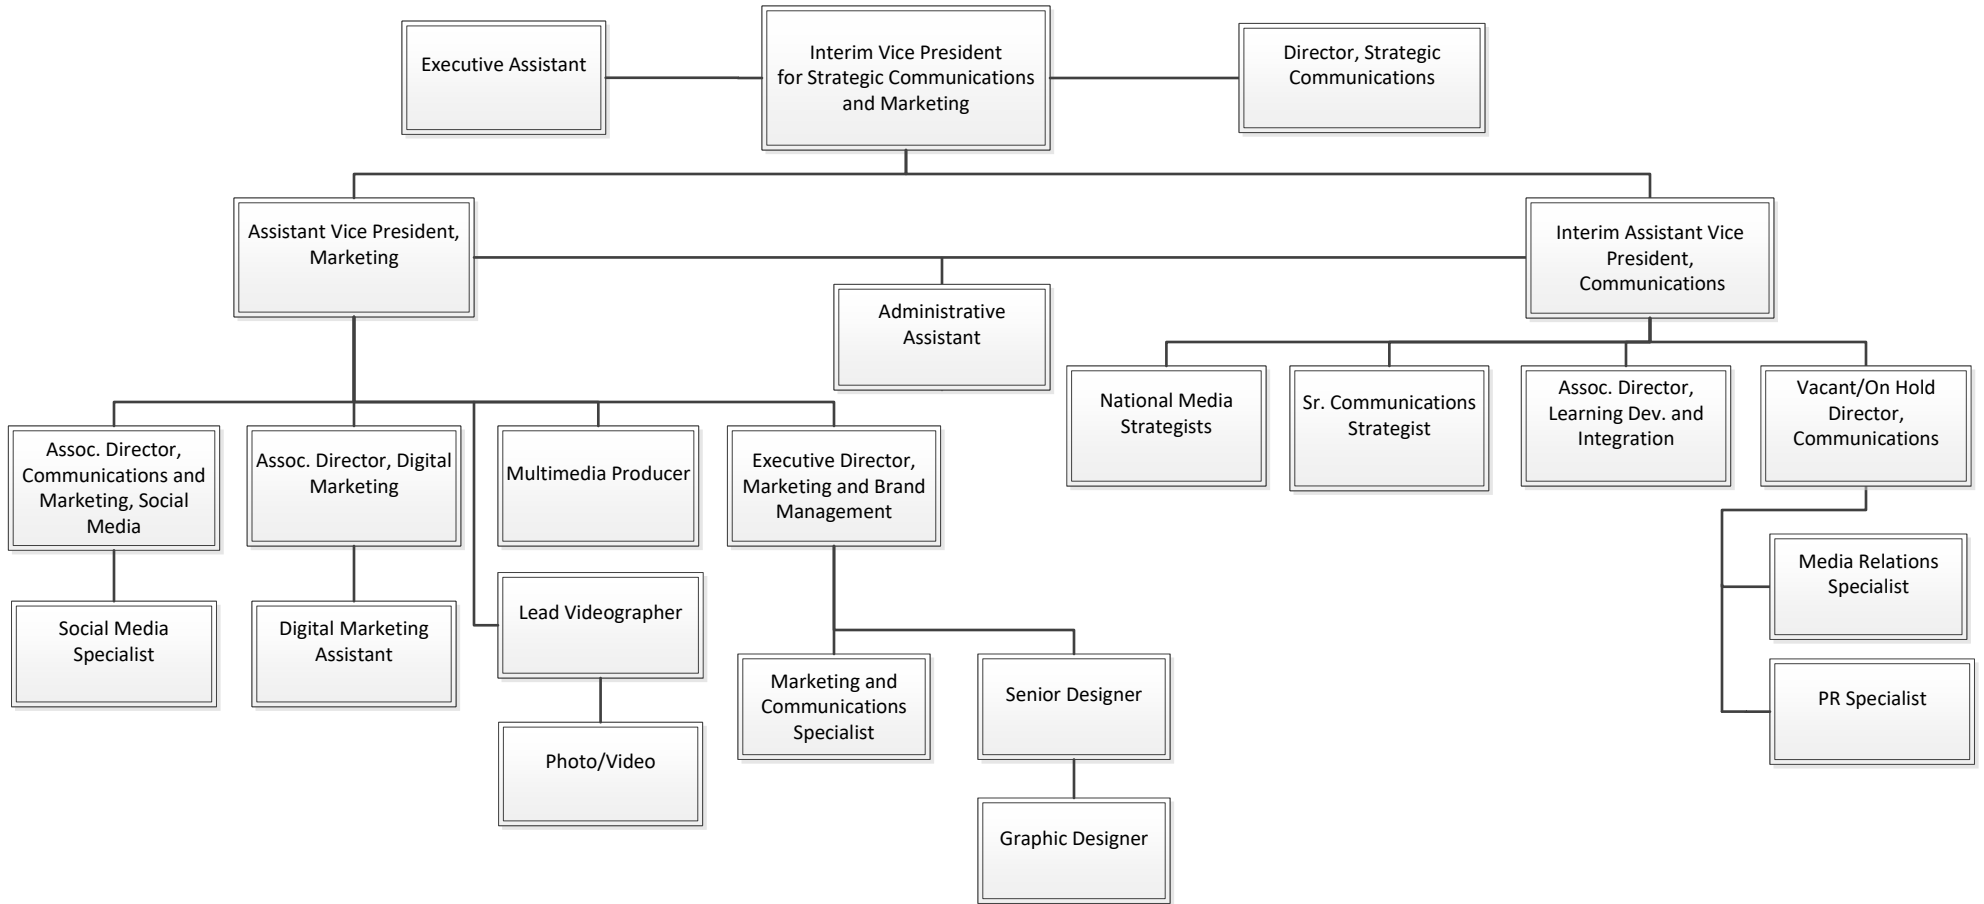 Executive Assistant
Interim Vice President
for Strategic Communications
and Marketing
Director, Strategic
Communications
Assistant Vice President,
Marketing
Interim Assistant Vice
President,
Communications
Administrative
Assistant
National Media
Strategists
Sr. Communications
Strategist
Assoc. Director,
Learning Dev. and
Integration
Vacant/On Hold
Director,
Communications
Assoc. Director,
Communications and
Marketing, Social
Media
Assoc. Director, Digital
Marketing
Multimedia Producer
Executive Director,
Marketing and Brand
Management
Media Relations
Specialist
Social Media
Specialist
Digital Marketing
Assistant
Lead Videographer
Marketing and
Communications
Specialist
Senior Designer
PR Specialist
Photo/Video
Graphic Designer